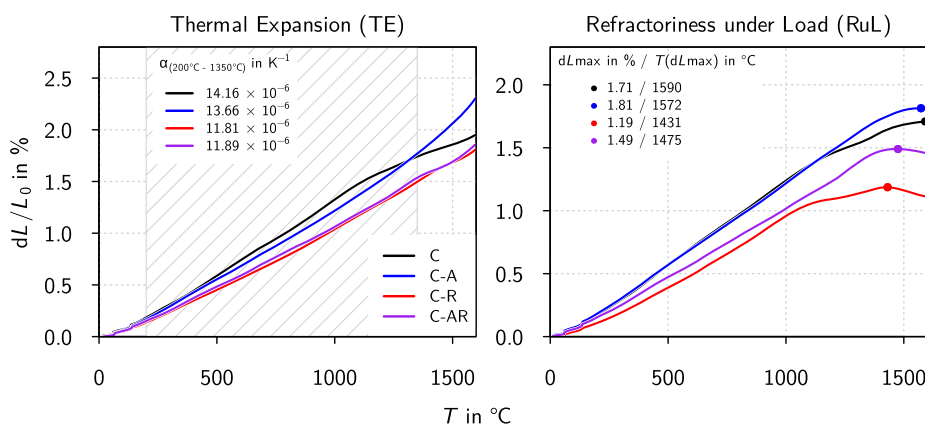 Thermal Expansion (TE)
α(200°C - 1350°C) in K−1
14.16 × 10−6
13.66 × 10−6
11.81 × 10−6
11.89 × 10−6
C
C-A
C-R
C-AR
dL/L0 in %
2.5
2.0
1.5
1.0
0.5
0.0
0
500
1000
1500
Refractoriness under Load (RuL)
dLmax in % / T(dLmax) in °C
1.71 / 1590
1.81 / 1572
1.19 / 1431
1.49 / 1475
2.0
1.5
1.0
0.5
0.0
0
500
1000
1500
T in °C